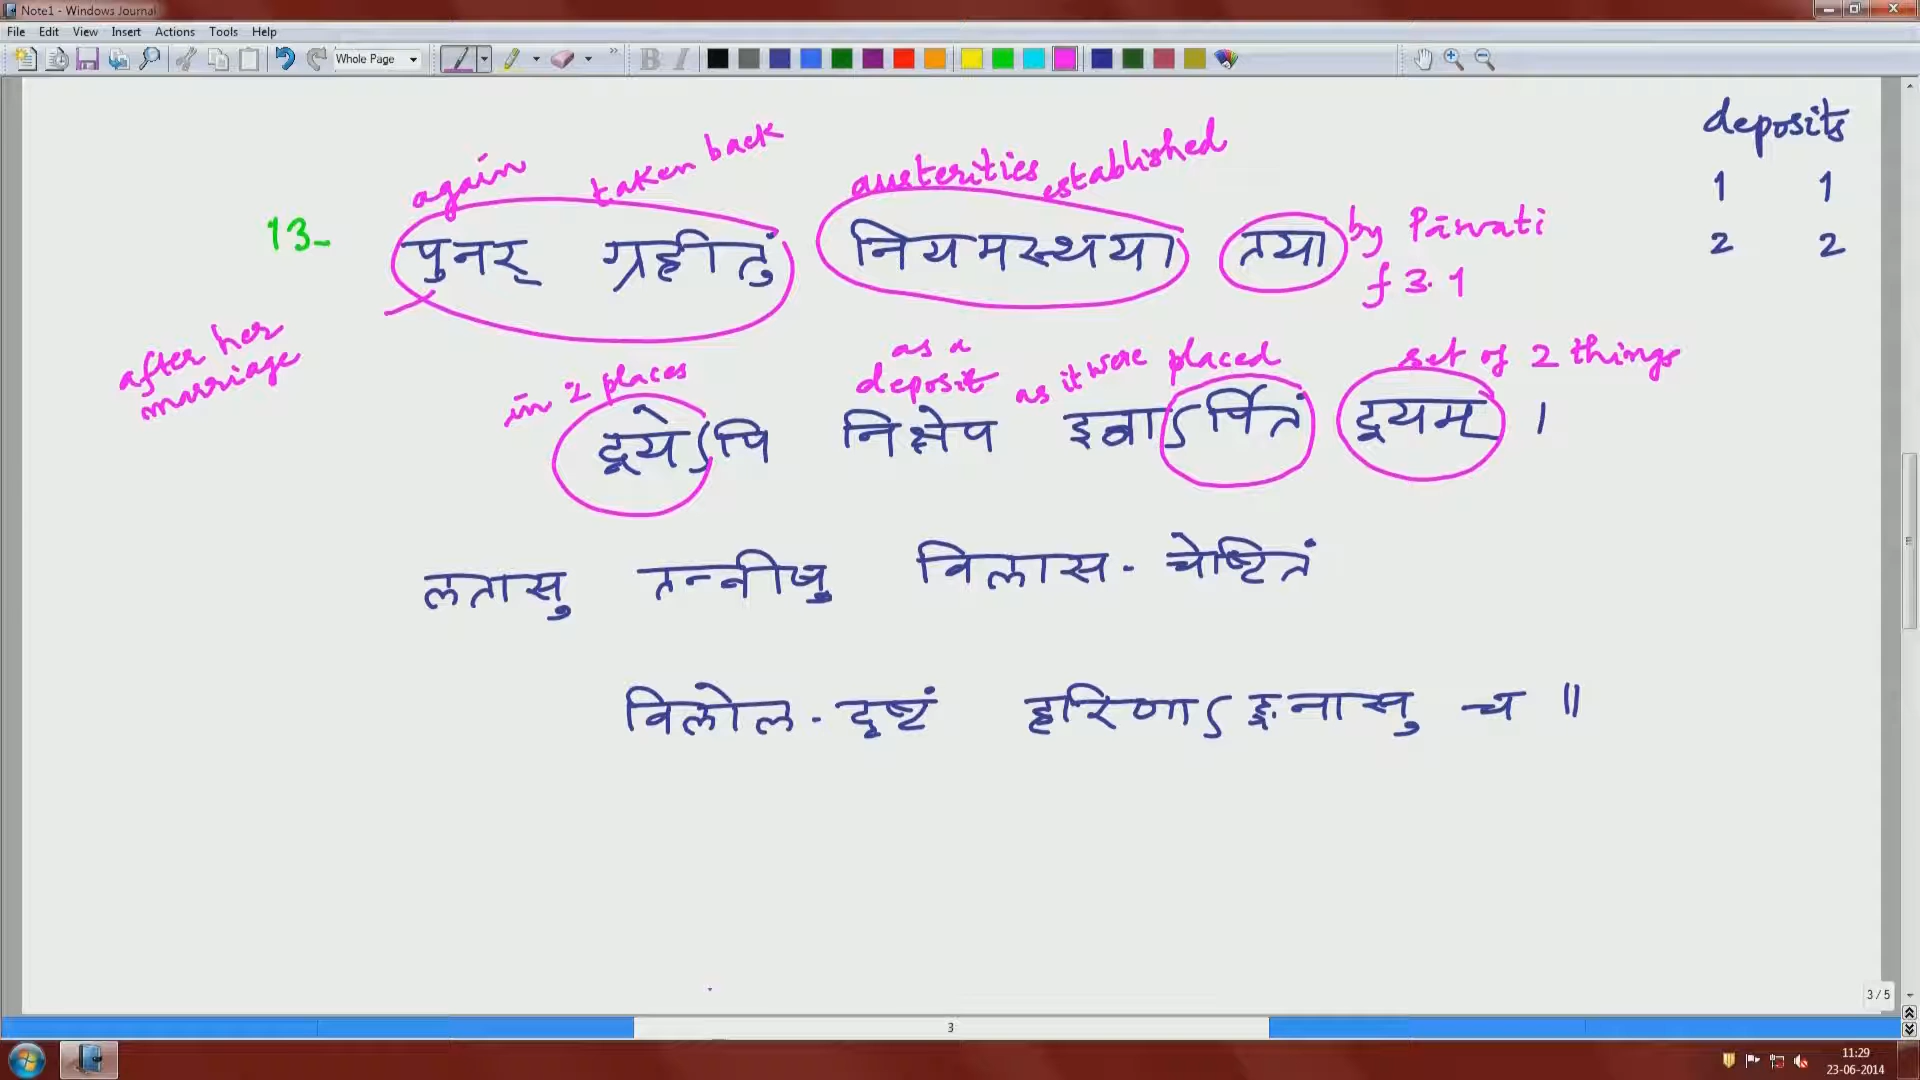 Note1 - Windows Journal
File Edit View Insert Actions Tools Help
Whole Page
deposits
1 1
2 2
again taken back austerities established
13- पुनर् ग्रहीतुं नियमस्थया तया by Pārvati
f 3.1
after her
marriage
in 2 places as a deposit as it were placed set of 2 things
द्वयेऽपि निक्षेप इवाऽर्पितं द्वयम् ।
लतासु तन्वीषु विलास - चेष्टितं
विलोल - दृष्टं हरिणाऽङ्गनासु च ॥
3 / 5
3
11:29
23-06-2014